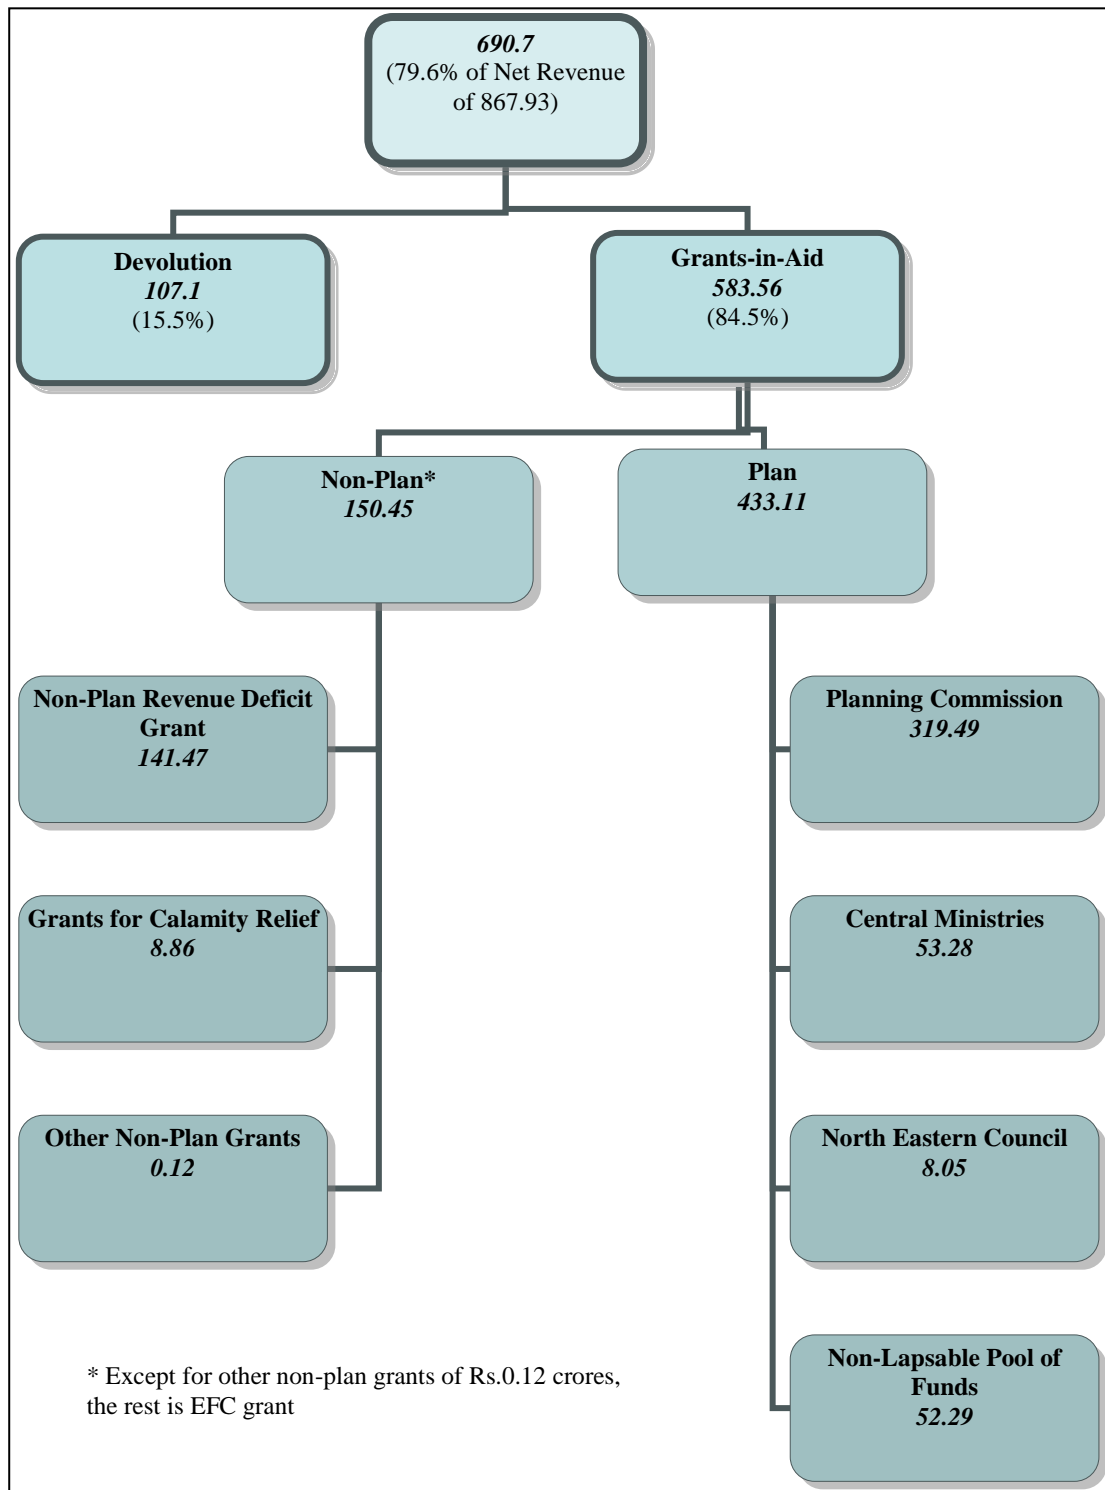 690.7
(79.6% of Net Revenue
of 867.93)
Devolution
107.1
(15.5%)
Grants-in-Aid
583.56
(84.5%)
Non-Plan*
150.45
Plan
433.11
Non-Plan Revenue Deficit
Grant
141.47
Planning Commission
319.49
Grants for Calamity Relief
8.86
Central Ministries
53.28
Other Non-Plan Grants
0.12
North Eastern Council
8.05
Non-Lapsable Pool of
Funds
52.29
* Except for other non-plan grants of Rs.0.12 crores,
the rest is EFC grant